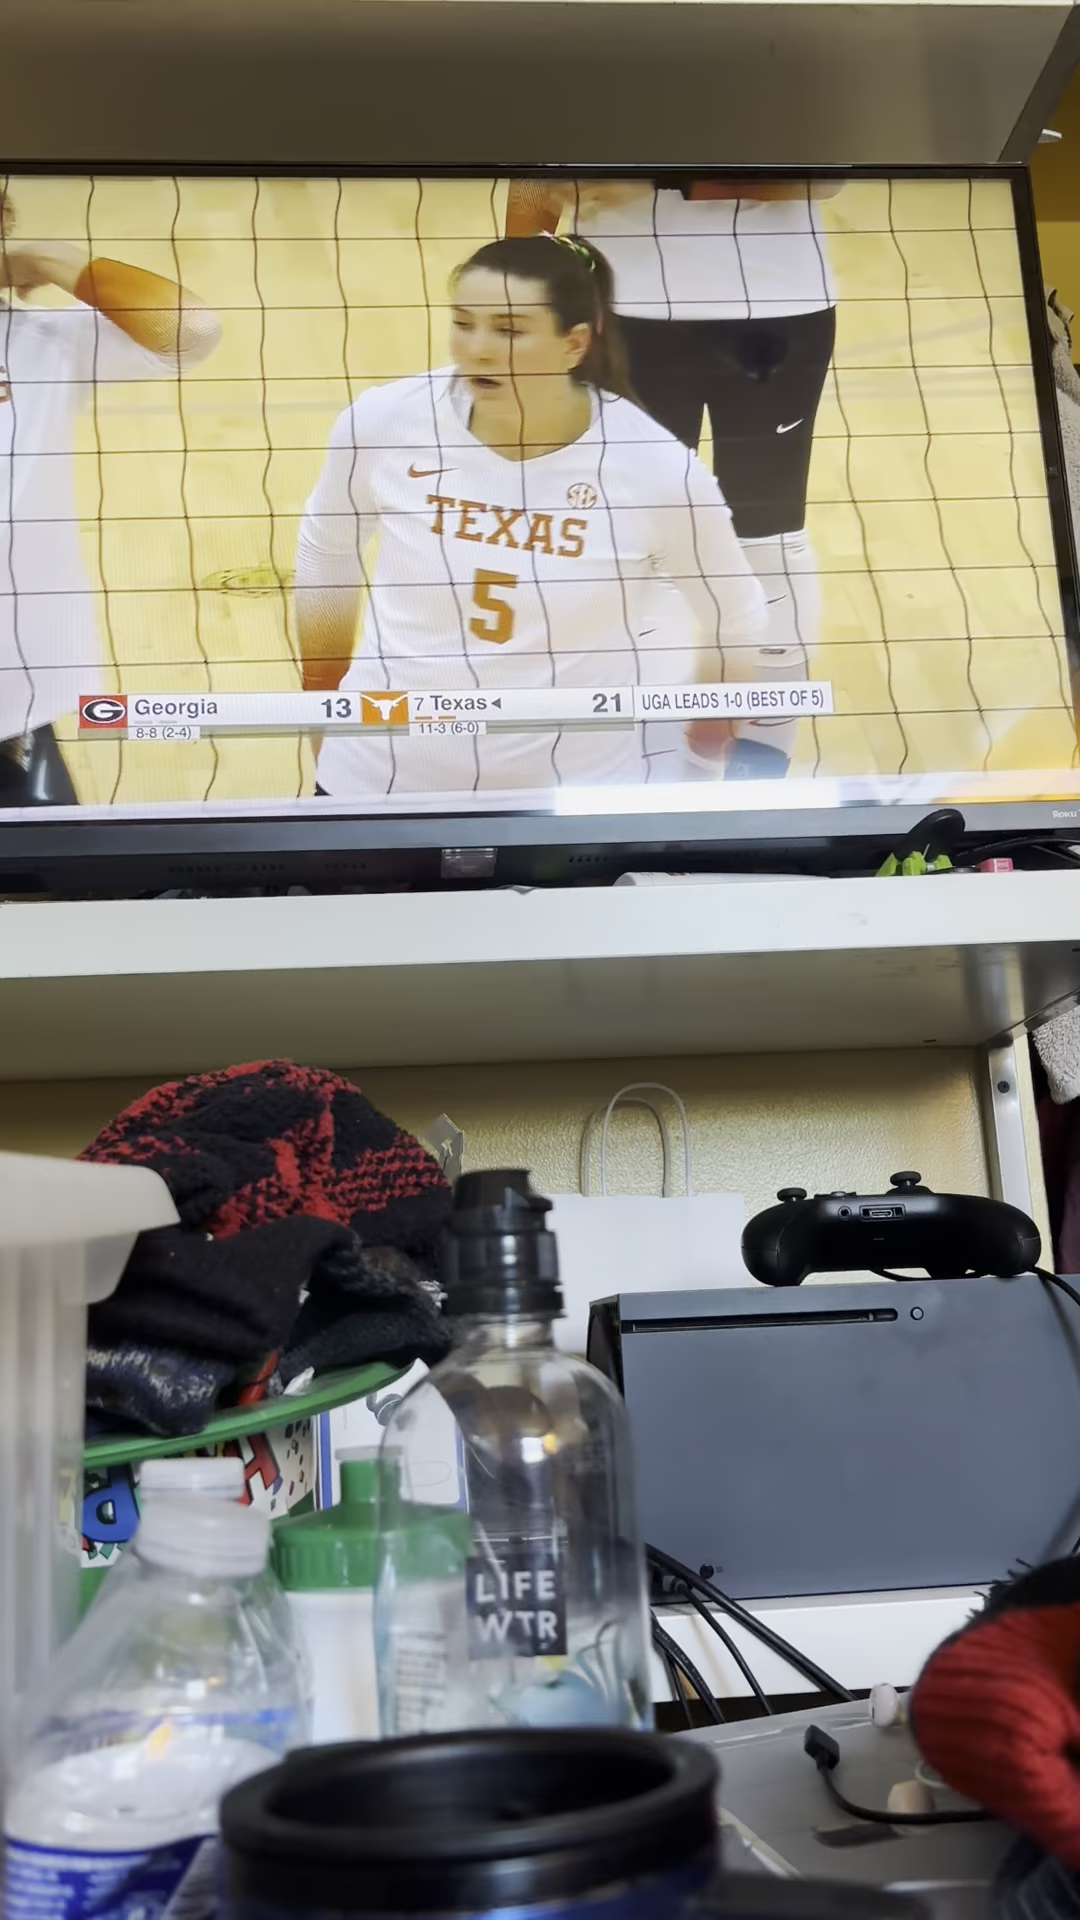 SEC
TEXAS
5
G Georgia 13 7 Texas 21 UGA LEADS 1-0 (BEST OF 5)
8-8 (2-4) 11-3 (6-0)
Roku
LIFE
WTR